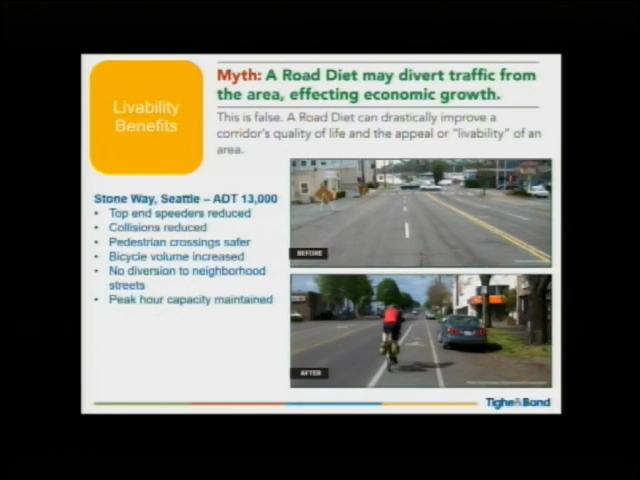 Livability
Benefits
Myth: A Road Diet may divert traffic from
the area, effecting economic growth.
This is false. A Road Diet can drastically improve a
corridor's quality of life and the appeal or "livability" of an
area.
Stone Way, Seattle – ADT 13,000
• Top end speeders reduced
• Collisions reduced
• Pedestrian crossings safer
• Bicycle volume increased
• No diversion to neighborhood
streets
• Peak hour capacity maintained
BEFORE
AFTER
Tighe&Bond